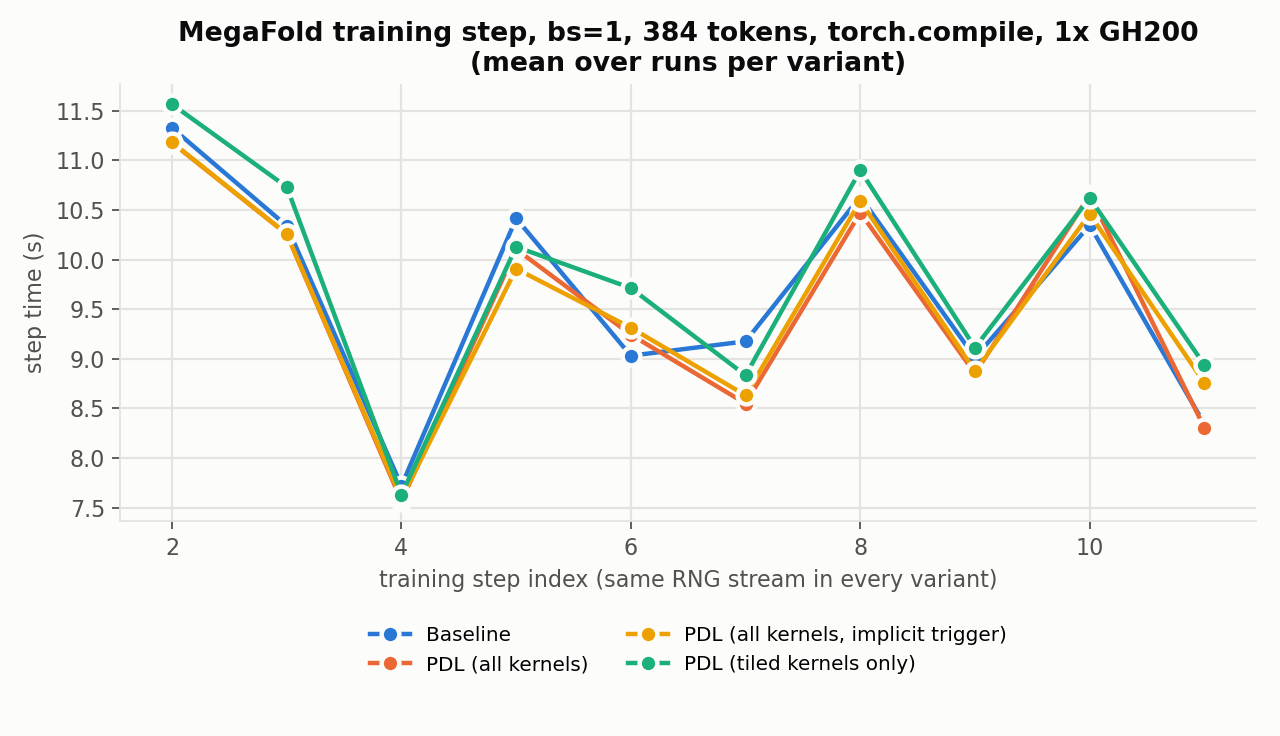 MegaFold training step, bs=1, 384 tokens, torch.compile, 1x GH200
(mean over runs per variant)
step time (s)
11.5
11.0
10.5
10.0
9.5
9.0
8.5
8.0
7.5
2 4 6 8 10
training step index (same RNG stream in every variant)
Baseline
PDL (all kernels)
PDL (all kernels, implicit trigger)
PDL (tiled kernels only)